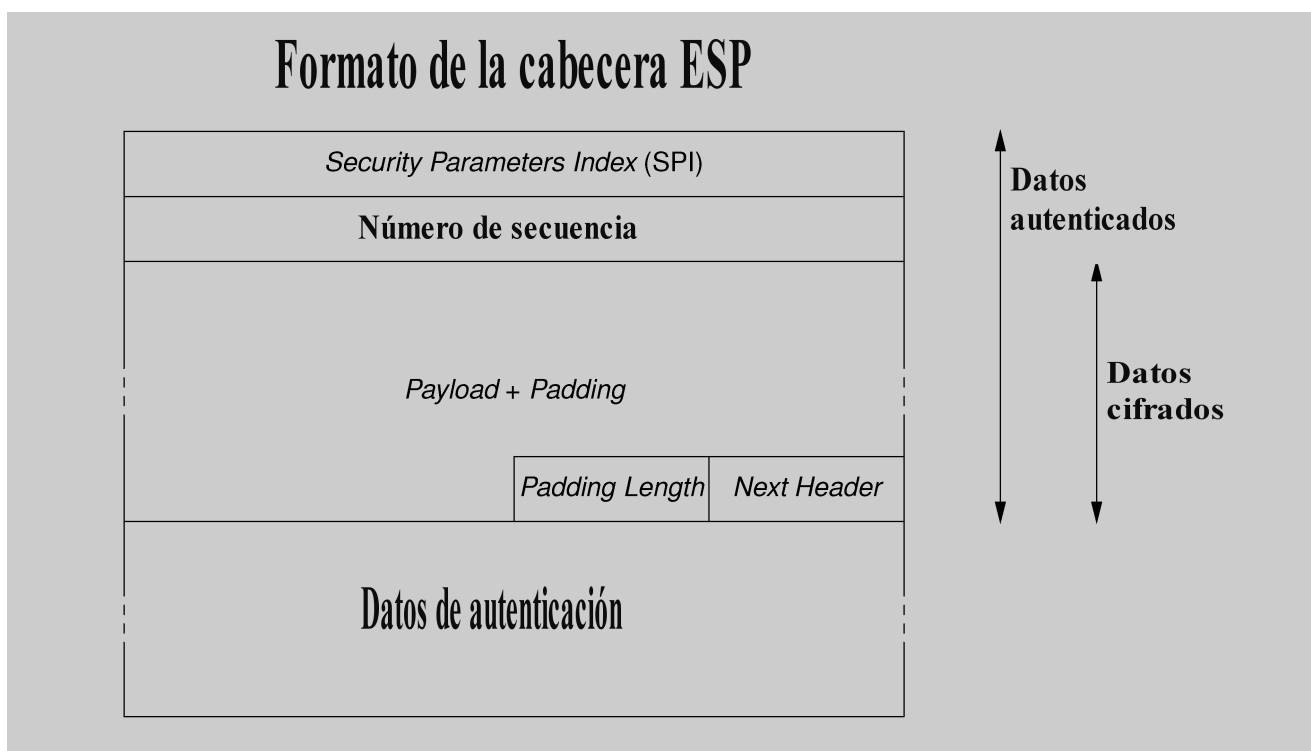 Formato de la cabecera ESP
Security Parameters Index (SPI)
Número de secuencia
Datos
autenticados
Payload + Padding
Datos
cifrados
Padding Length
Next Header
Datos de autenticación